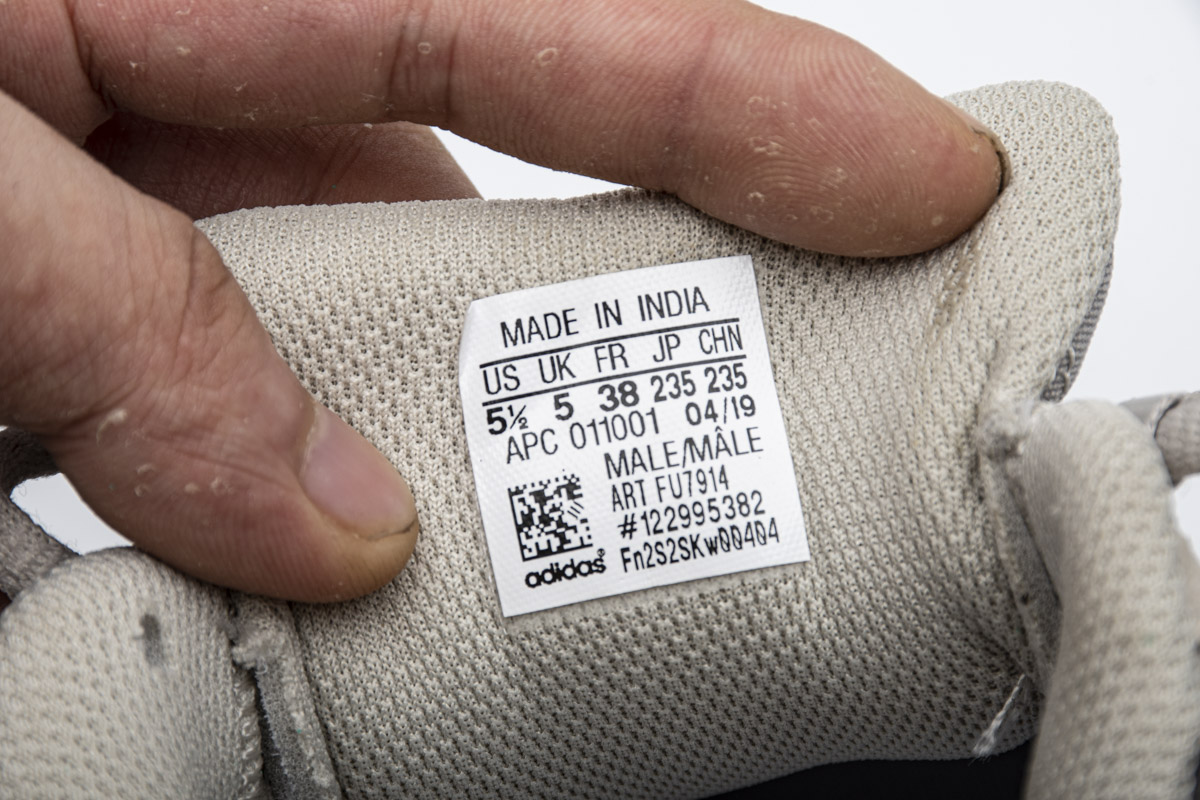 MADE IN INDIA
US UK FR JP CHN
5½ 5 38 235 235
APC 011001 04/19
MALE/MÂLE
ART FU7914
#122995382
Fn2S2SKw00404
adidas®